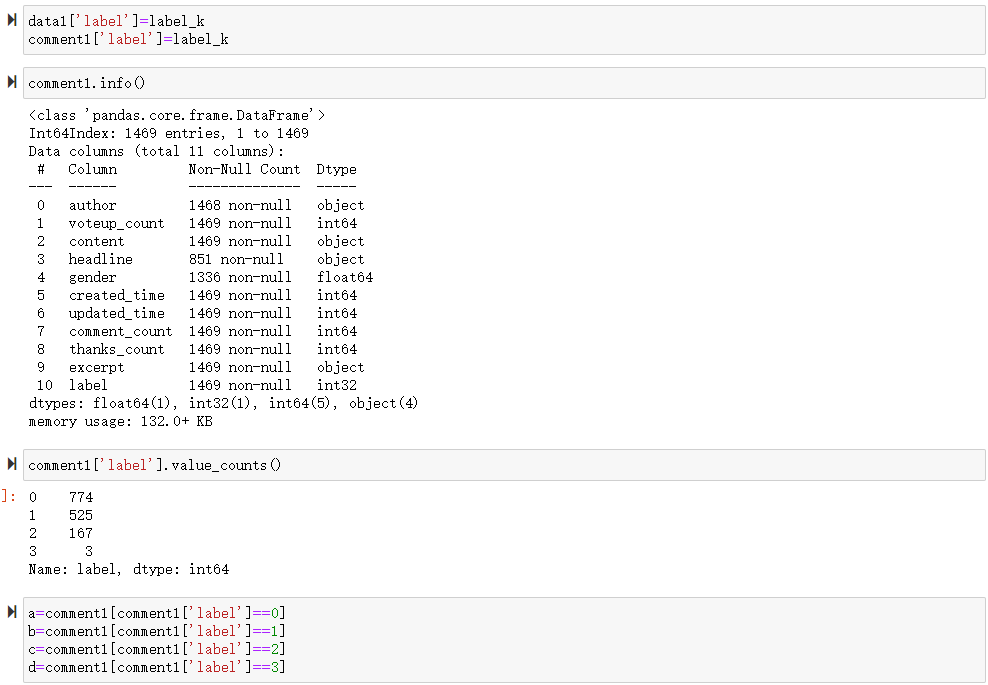 data1['label']=label_k
comment1['label']=label_k
comment1.info()
<class 'pandas.core.frame.DataFrame'>
Int64Index: 1469 entries, 1 to 1469
Data columns (total 11 columns):
 #   Column         Non-Null Count  Dtype
---  ------         --------------  -----
 0   author         1468 non-null   object
 1   voteup_count   1469 non-null   int64
 2   content        1469 non-null   object
 3   headline       851 non-null    object
 4   gender         1336 non-null   float64
 5   created_time   1469 non-null   int64
 6   updated_time   1469 non-null   int64
 7   comment_count  1469 non-null   int64
 8   thanks_count   1469 non-null   int64
 9   excerpt        1469 non-null   object
 10  label          1469 non-null   int32
dtypes: float64(1), int32(1), int64(5), object(4)
memory usage: 132.0+ KB
comment1['label'].value_counts()
]: 0    774
1    525
2    167
3      3
Name: label, dtype: int64
a=comment1[comment1['label']==0]
b=comment1[comment1['label']==1]
c=comment1[comment1['label']==2]
d=comment1[comment1['label']==3]